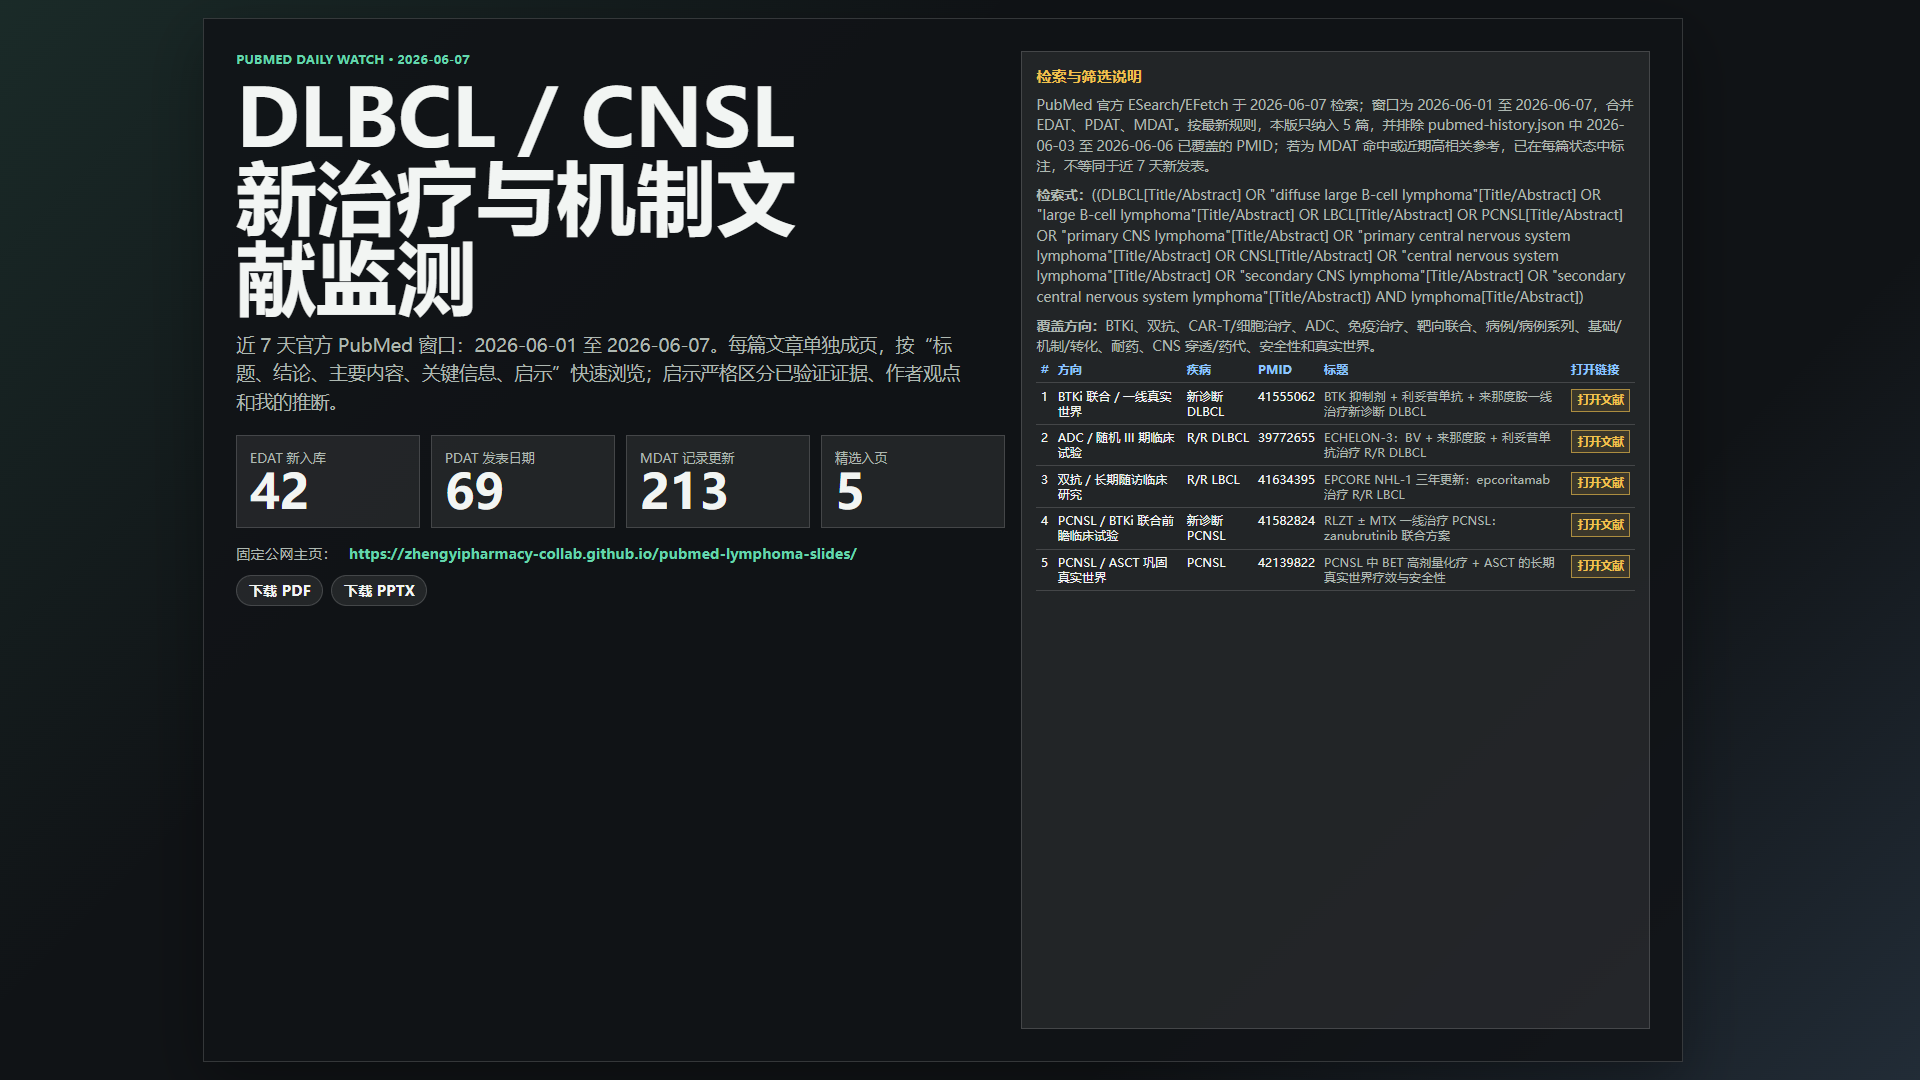 PUBMED DAILY WATCH • 2026-06-07
DLBCL / CNSL
新治疗与机制文
献监测
近 7 天官方 PubMed 窗口：2026-06-01 至 2026-06-07。每篇文章单独成页，按“标
题、结论、主要内容、关键信息、启示”快速浏览；启示严格区分已验证证据、作者观点
和我的推断。
EDAT 新入库
42
PDAT 发表日期
69
MDAT 记录更新
213
精选入页
5
固定公网主页： https://zhengyipharmacy-collab.github.io/pubmed-lymphoma-slides/
下载 PDF 下载 PPTX
检索与筛选说明
PubMed 官方 ESearch/EFetch 于 2026-06-07 检索；窗口为 2026-06-01 至 2026-06-07，合并
EDAT、PDAT、MDAT。按最新规则，本版只纳入 5 篇，并排除 pubmed-history.json 中 2026-
06-03 至 2026-06-06 已覆盖的 PMID；若为 MDAT 命中或近期高相关参考，已在每篇状态中标
注，不等同于近 7 天新发表。
检索式：((DLBCL[Title/Abstract] OR "diffuse large B-cell lymphoma"[Title/Abstract] OR
"large B-cell lymphoma"[Title/Abstract] OR LBCL[Title/Abstract] OR PCNSL[Title/Abstract]
OR "primary CNS lymphoma"[Title/Abstract] OR "primary central nervous system
lymphoma"[Title/Abstract] OR CNSL[Title/Abstract] OR "central nervous system
lymphoma"[Title/Abstract] OR "secondary CNS lymphoma"[Title/Abstract] OR "secondary
central nervous system lymphoma"[Title/Abstract]) AND lymphoma[Title/Abstract])
覆盖方向：BTKi、双抗、CAR-T/细胞治疗、ADC、免疫治疗、靶向联合、病例/病例系列、基础/
机制/转化、耐药、CNS 穿透/药代、安全性和真实世界。
# 方向 疾病 PMID 标题 打开链接
1 BTKi 联合 / 一线真实 新诊断 41555062 BTK 抑制剂 + 利妥昔单抗 + 来那度胺一线 打开文献
世界 DLBCL 治疗新诊断 DLBCL
2 ADC / 随机 III 期临床 R/R DLBCL 39772655 ECHELON-3：BV + 来那度胺 + 利妥昔单 打开文献
试验 抗治疗 R/R DLBCL
3 双抗 / 长期随访临床 R/R LBCL 41634395 EPCORE NHL-1 三年更新：epcoritamab 打开文献
研究 治疗 R/R LBCL
4 PCNSL / BTKi 联合前 新诊断 41582824 RLZT ± MTX 一线治疗 PCNSL： 打开文献
瞻临床试验 PCNSL zanubrutinib 联合方案
5 PCNSL / ASCT 巩固 PCNSL 42139822 PCNSL 中 BET 高剂量化疗 + ASCT 的长期 打开文献
真实世界 真实世界疗效与安全性